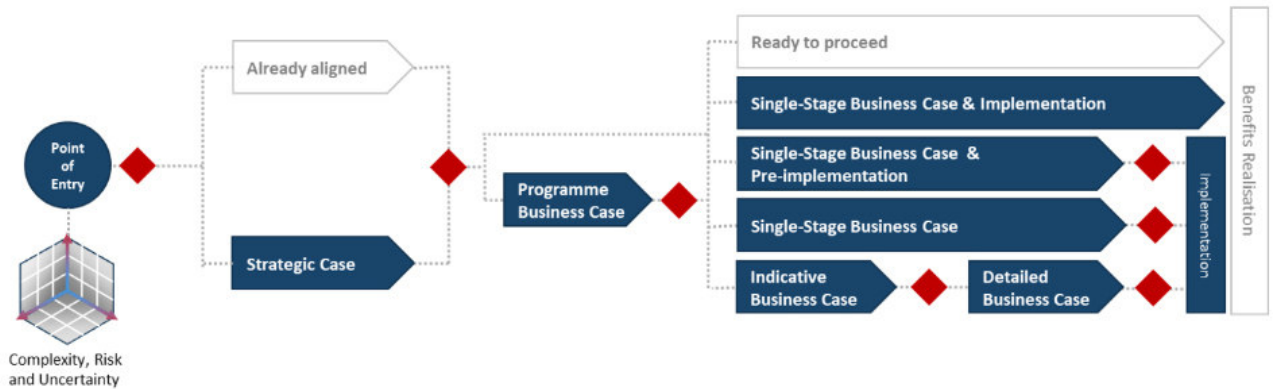 Point
of
Entry
Complexity, Risk
and Uncertainty
Already aligned
Strategic Case
Programme
Business Case
Ready to proceed
Single-Stage Business Case & Implementation
Single-Stage Business Case &
Pre-implementation
Single-Stage Business Case
Indicative
Business Case
Detailed
Business Case
Implementation
Benefits Realisation